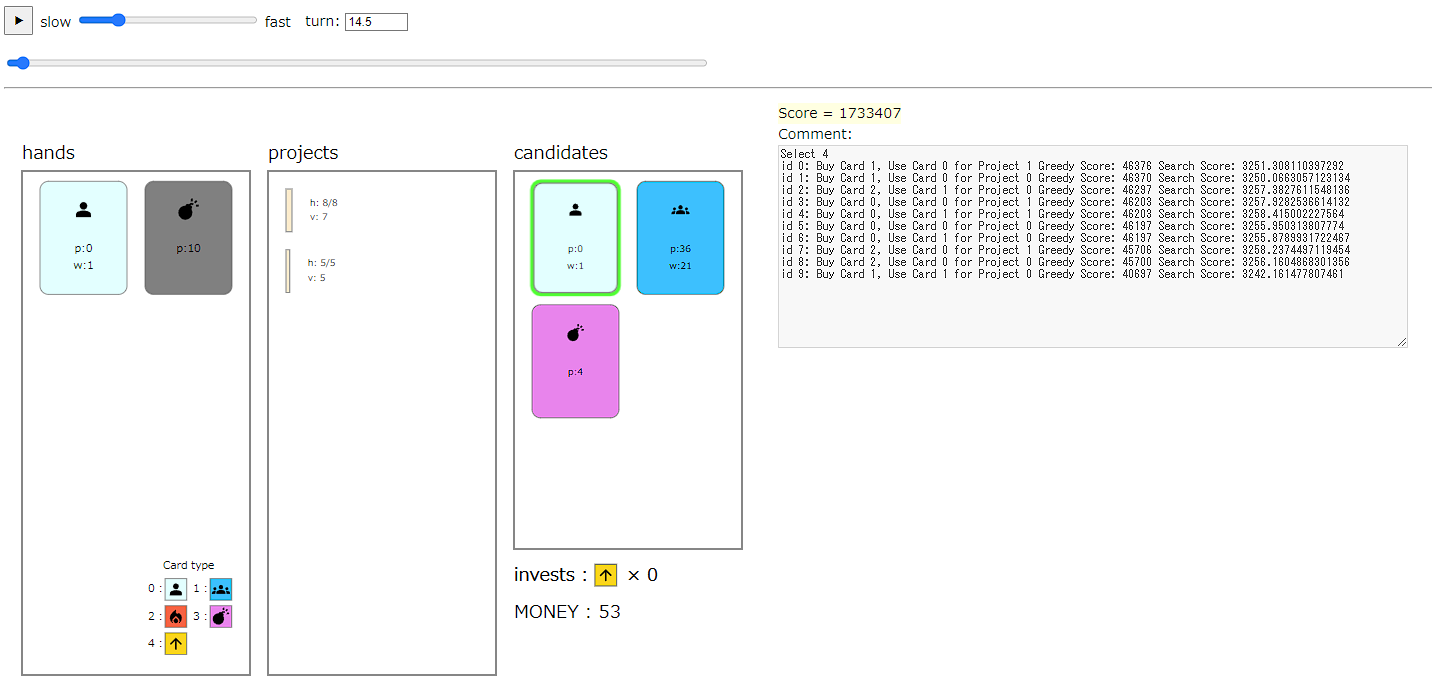 slow fast turn: 14.5
Score = 1733407
Comment:
Select 4
id 0: Buy Card 1, Use Card 0 for Project 1 Greedy Score: 46376 Search Score: 3251.308110397292
id 1: Buy Card 1, Use Card 0 for Project 0 Greedy Score: 46370 Search Score: 3250.0663057123134
id 2: Buy Card 2, Use Card 1 for Project 0 Greedy Score: 46297 Search Score: 3257.3827611548136
id 3: Buy Card 0, Use Card 0 for Project 1 Greedy Score: 46203 Search Score: 3257.9282536614132
id 4: Buy Card 0, Use Card 1 for Project 1 Greedy Score: 46203 Search Score: 3258.415002227564
id 5: Buy Card 0, Use Card 0 for Project 0 Greedy Score: 46197 Search Score: 3255.950313807774
id 6: Buy Card 0, Use Card 1 for Project 0 Greedy Score: 46197 Search Score: 3255.8789931722467
id 7: Buy Card 2, Use Card 0 for Project 1 Greedy Score: 45706 Search Score: 3258.2374497119454
id 8: Buy Card 2, Use Card 0 for Project 0 Greedy Score: 45700 Search Score: 3256.1604868301356
id 9: Buy Card 1, Use Card 1 for Project 0 Greedy Score: 40697 Search Score: 3242.161477807461
hands
p:0
w:1
p:10
Card type
0 : 1 :
2 : 3 :
4 :
projects
h: 8/8
v: 7
h: 5/5
v: 5
candidates
p:0
w:1
p:36
w:21
p:4
invests : × 0
MONEY : 53